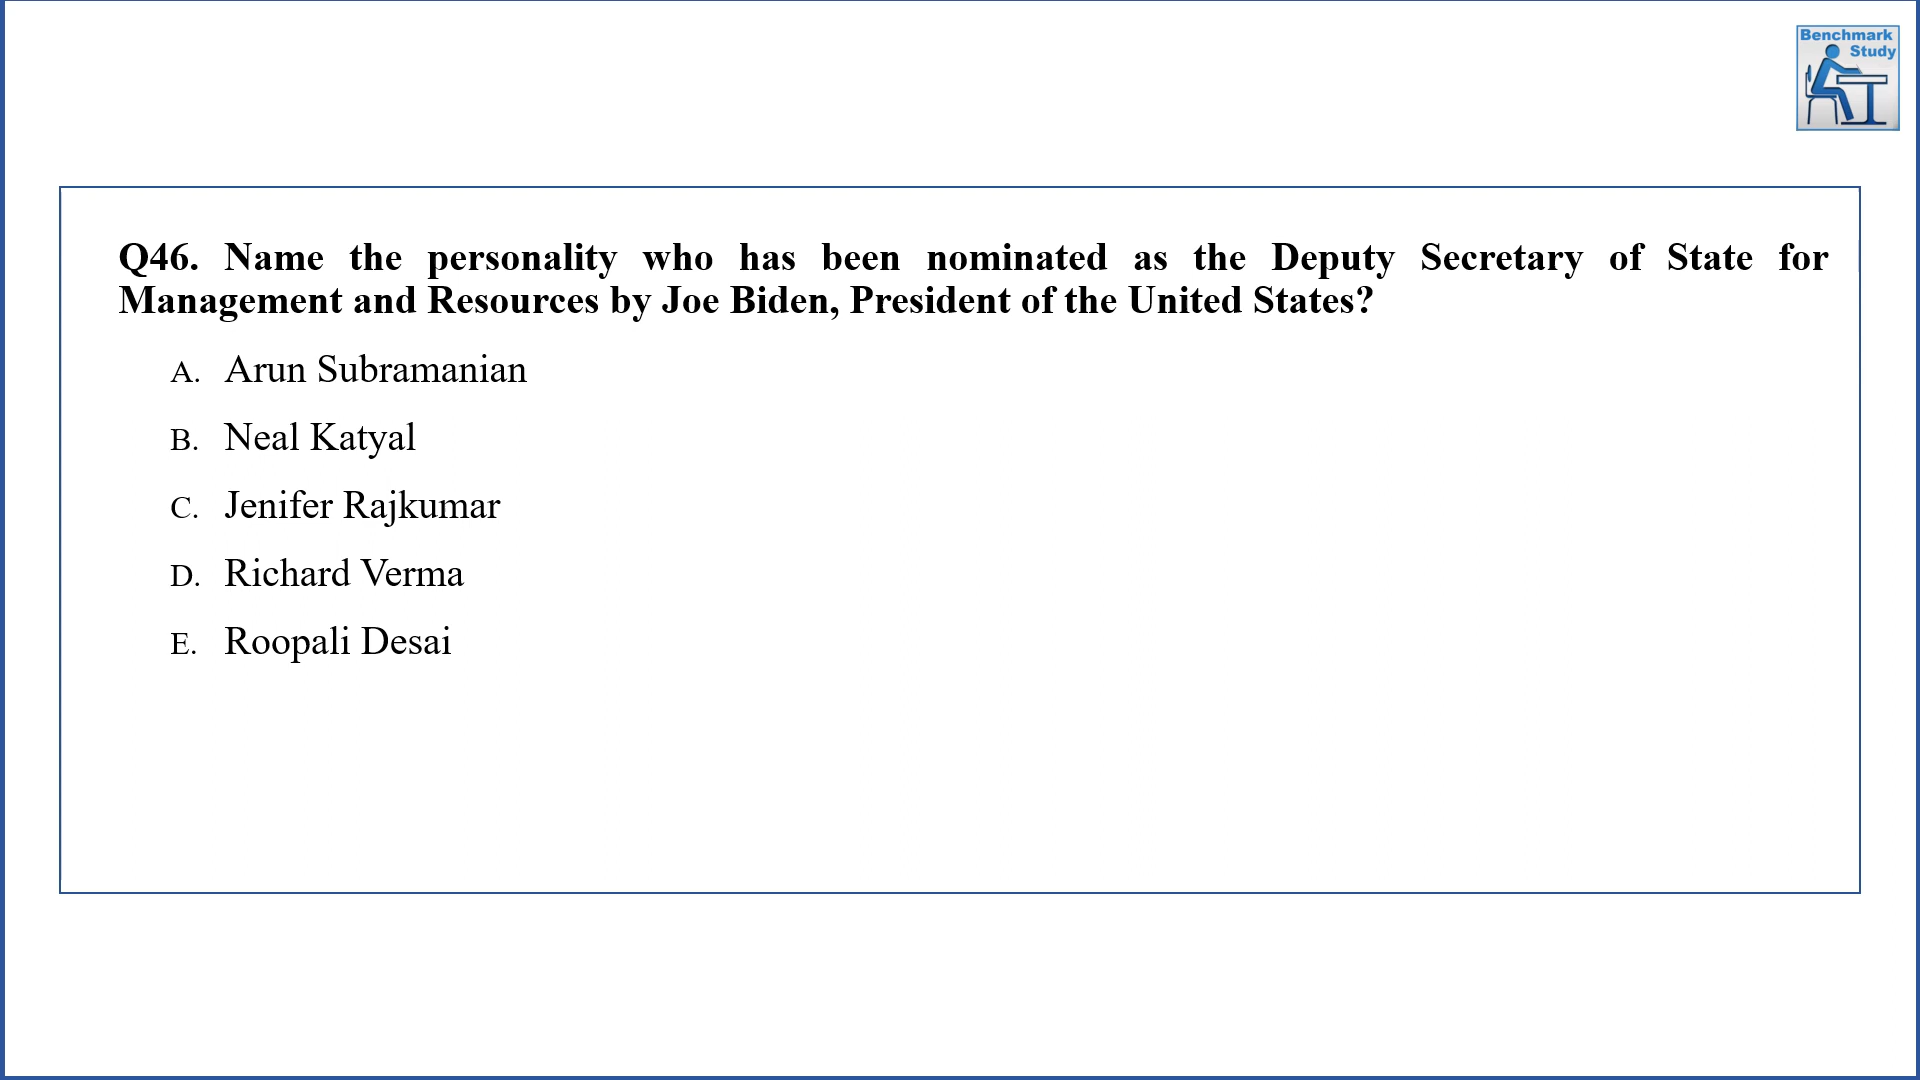 Benchmark
Study
Q46. Name the personality who has been nominated as the Deputy Secretary of State for
Management and Resources by Joe Biden, President of the United States?
A. Arun Subramanian
B. Neal Katyal
C. Jenifer Rajkumar
D. Richard Verma
E. Roopali Desai